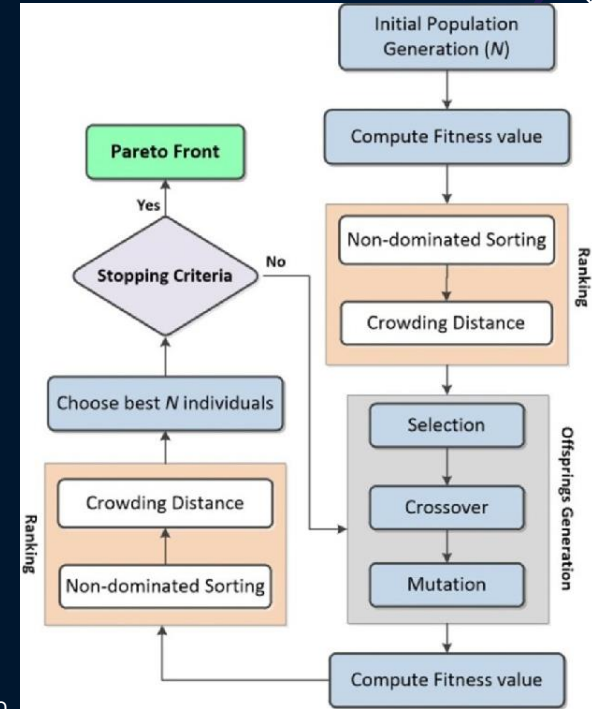 Initial Population
Generation (N)
Compute Fitness value
Non-dominated Sorting
Crowding Distance
Ranking
Selection
Crossover
Mutation
Offsprings Generation
Compute Fitness value
Non-dominated Sorting
Crowding Distance
Ranking
Choose best N individuals
Stopping Criteria
No
Yes
Pareto Front